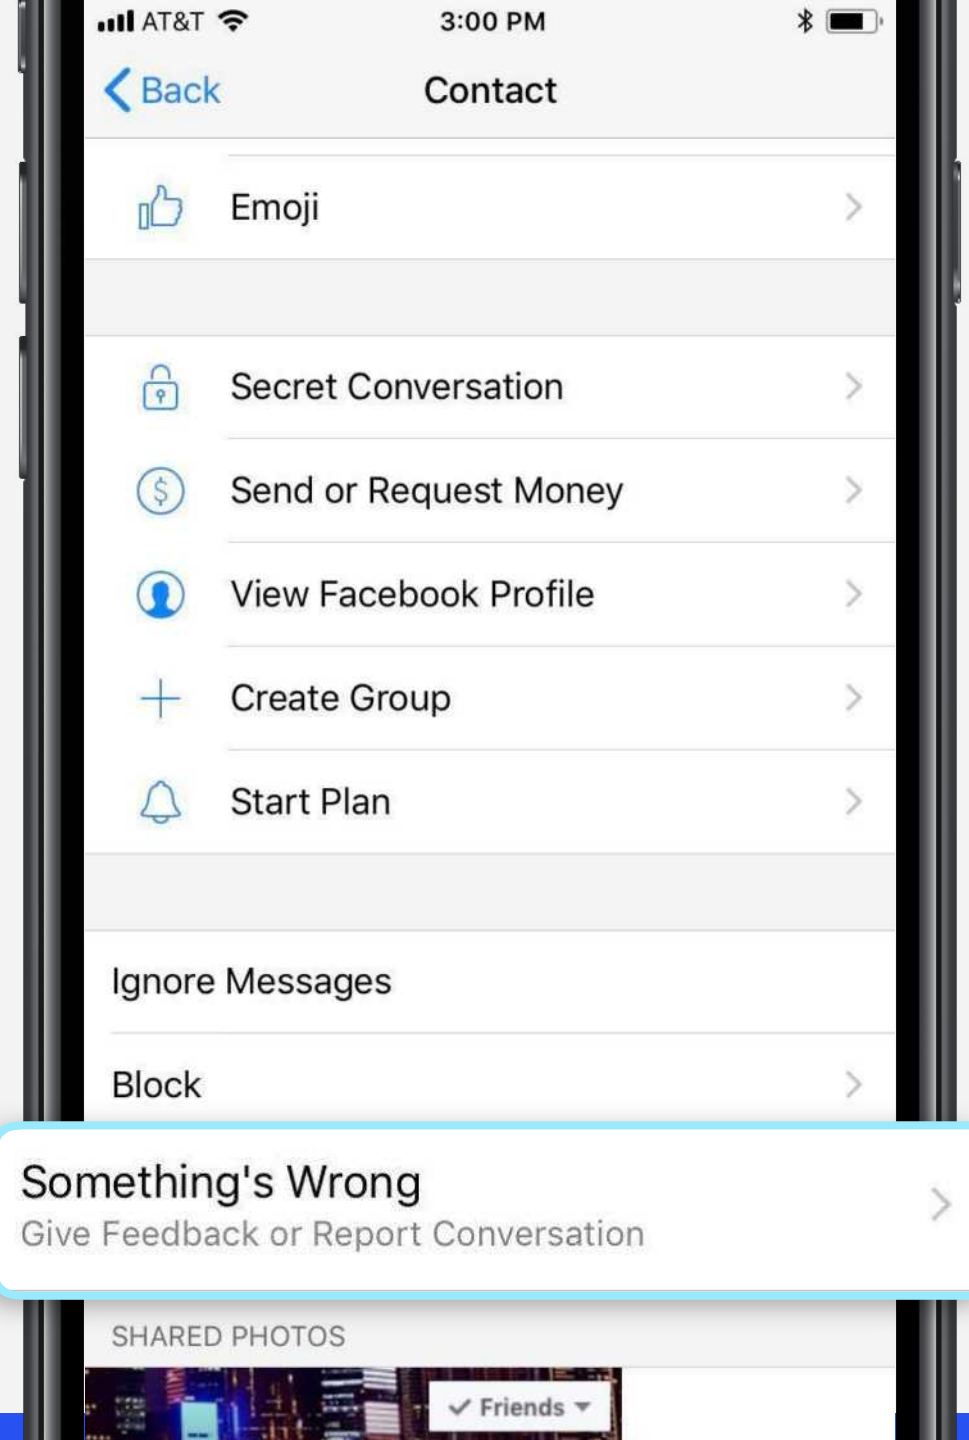 AT&T 3:00 PM
Back Contact
Emoji
Secret Conversation
$ Send or Request Money
View Facebook Profile
Create Group
Start Plan
Ignore Messages
Block
Something's Wrong
Give Feedback or Report Conversation
SHARED PHOTOS
Friends